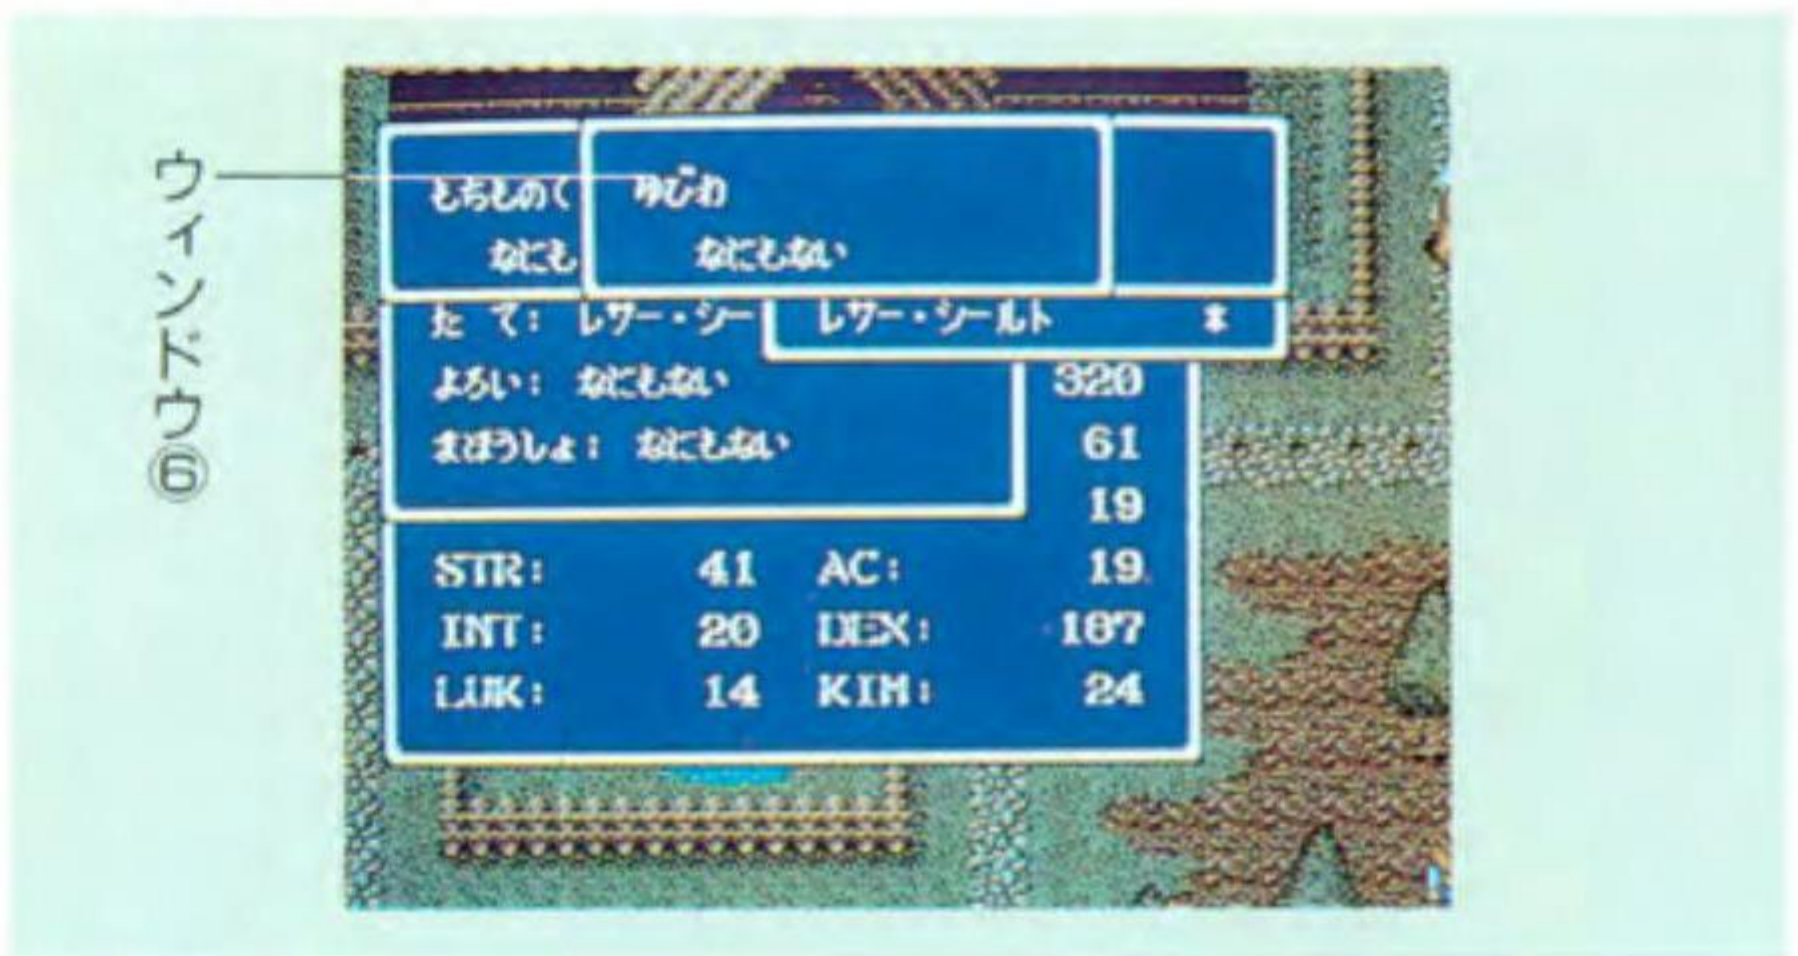 ウィンドウ⑥
もちものて
なにも
ゆびわ
なにもない
たて： レザー・シー
レザー・シールド *
よろい： なにもない
320
まほうしょ： なにもない
61
19
STR: 41 AC: 19
INT: 20 DEX: 187
LUK: 14 KIM: 24